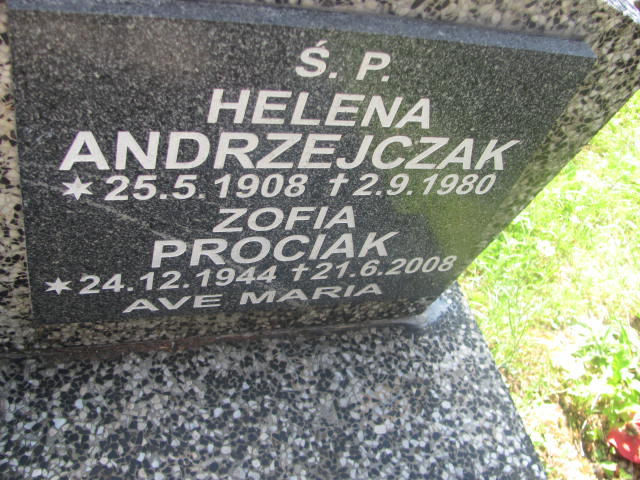 Ś. P.
HELENA
ANDRZEJCZAK
✶ 25.5.1908 † 2.9.1980
ZOFIA
PROCIAK
✶ 24.12.1944 † 21.6.2008
AVE MARIA